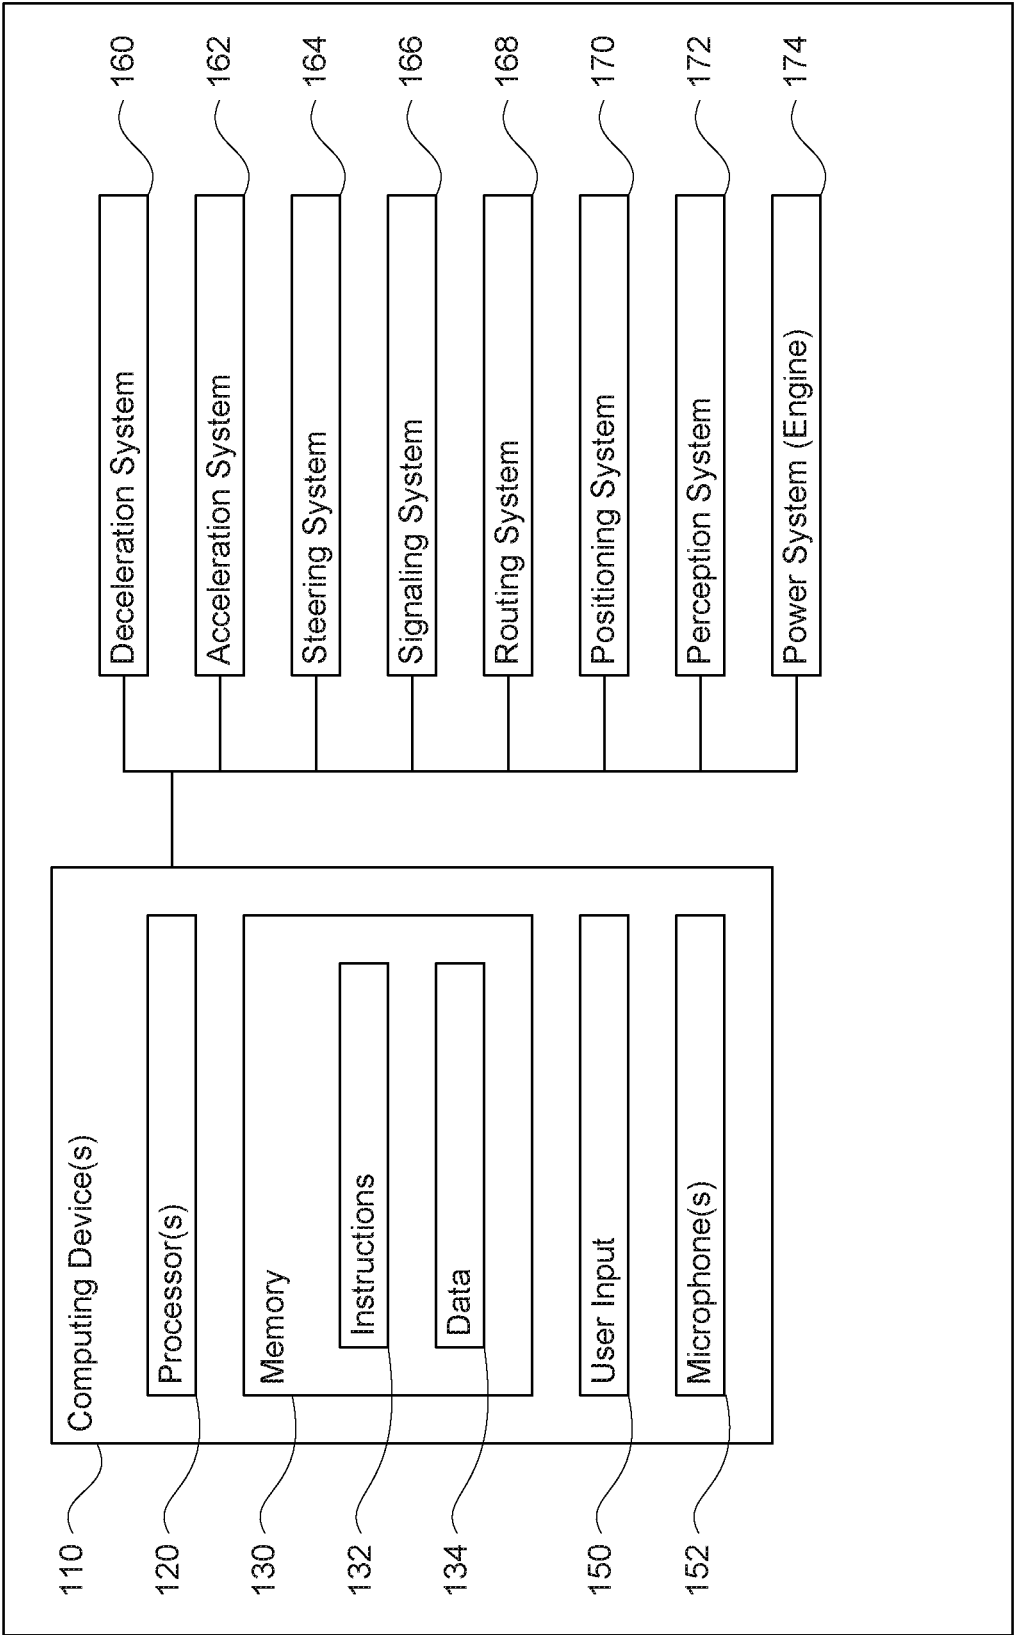 110
Computing Device(s)
120
Processor(s)
130
Memory
132
Instructions
134
Data
150
User Input
152
Microphone(s)
Deceleration System
160
Acceleration System
162
Steering System
164
Signaling System
166
Routing System
168
Positioning System
170
Perception System
172
Power System (Engine)
174